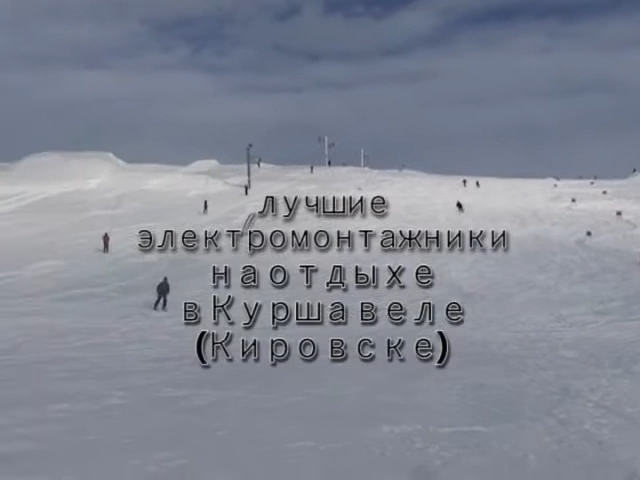 лучшие
электромонтажники
на отдыхе
в Куршавеле
(Кировске)